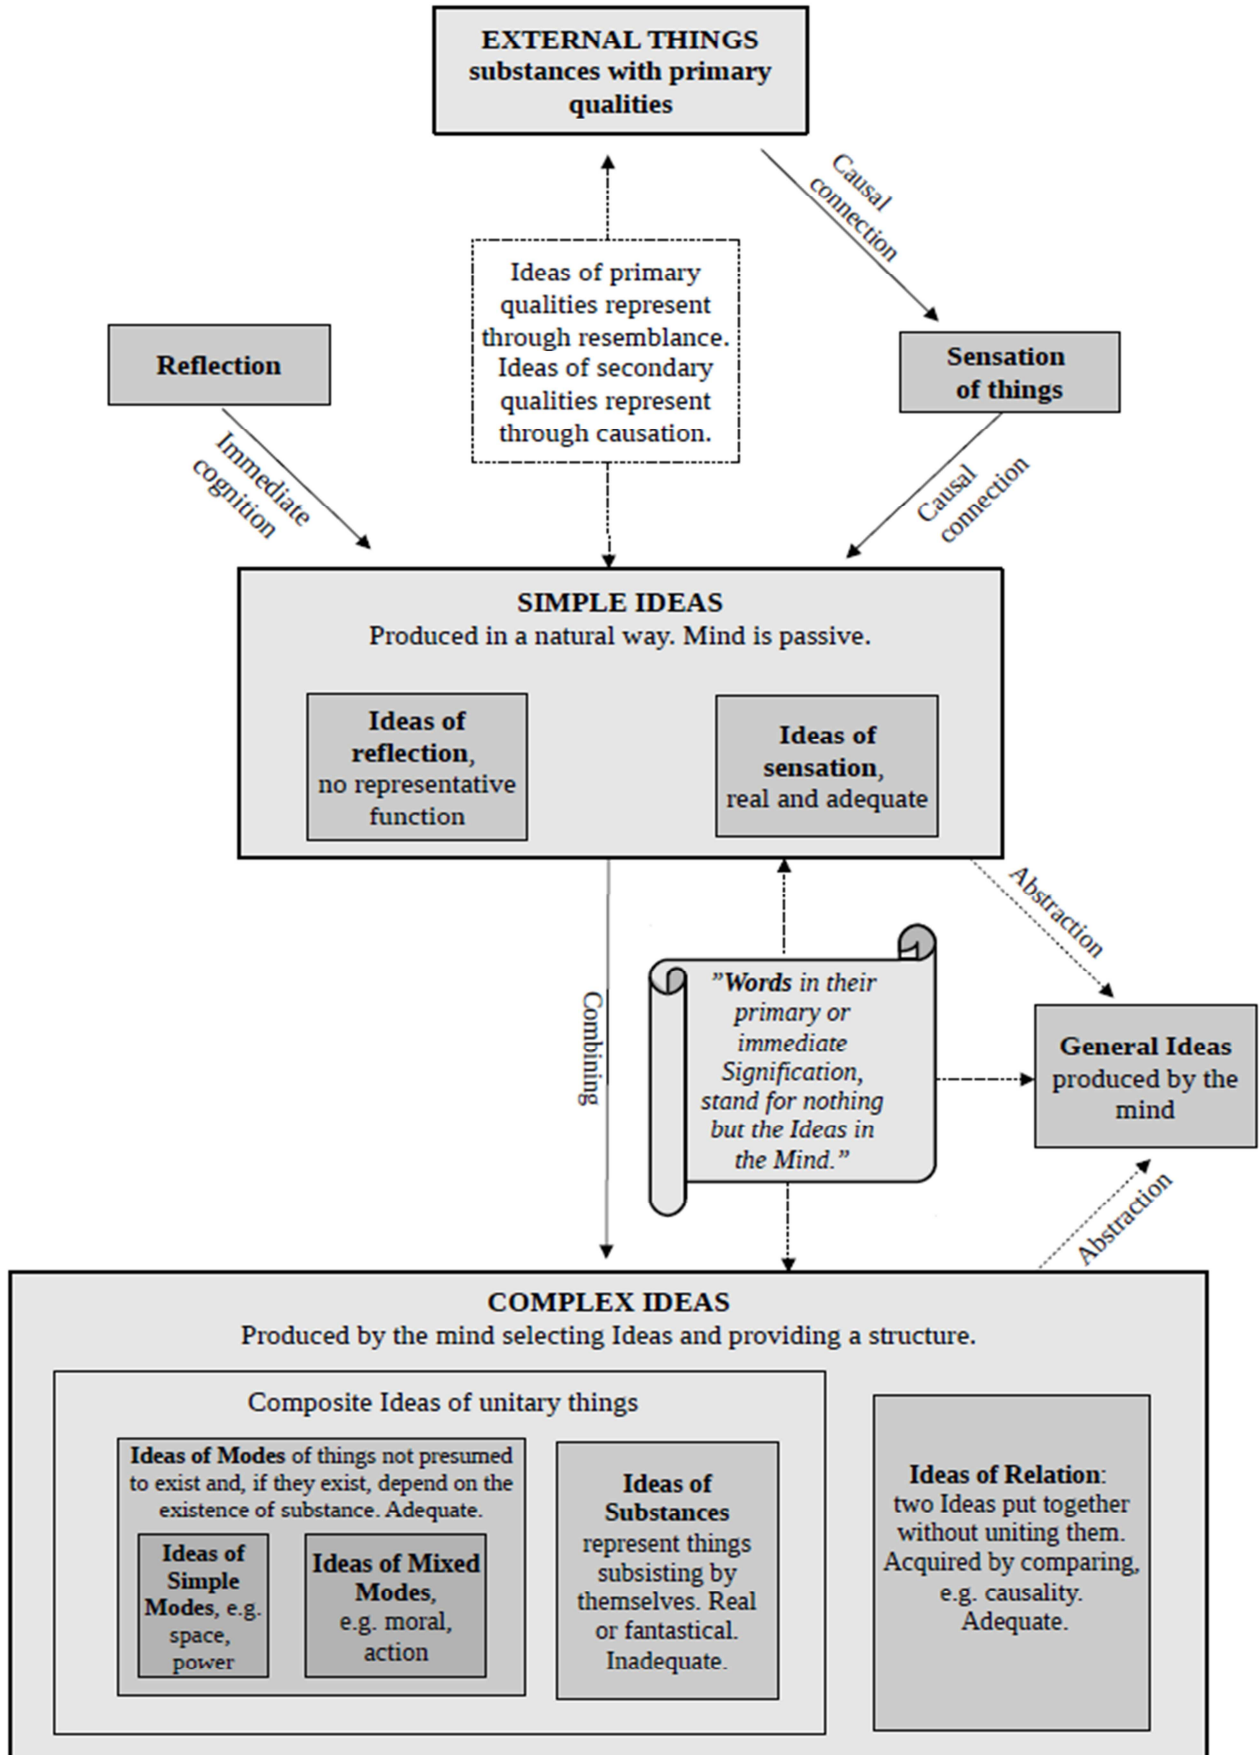 EXTERNAL THINGS
substances with primary
qualities
Causal
connection
Ideas of primary
qualities represent
through resemblance.
Ideas of secondary
qualities represent
through causation.
Reflection
Sensation
of things
Immediate
cognition
Causal
connection
SIMPLE IDEAS
Produced in a natural way. Mind is passive.
Ideas of
reflection,
no representative
function
Ideas of
sensation,
real and adequate
Abstraction
Combining
”Words in their
primary or
immediate
Signification,
stand for nothing
but the Ideas in
the Mind.”
General Ideas
produced by the
mind
Abstraction
COMPLEX IDEAS
Produced by the mind selecting Ideas and providing a structure.
Composite Ideas of unitary things
Ideas of Modes of things not presumed
to exist and, if they exist, depend on the
existence of substance. Adequate.
Ideas of
Simple
Modes, e.g.
space,
power
Ideas of Mixed
Modes,
e.g. moral,
action
Ideas of
Substances
represent things
subsisting by
themselves. Real
or fantastical.
Inadequate.
Ideas of Relation:
two Ideas put together
without uniting them.
Acquired by comparing,
e.g. causality.
Adequate.